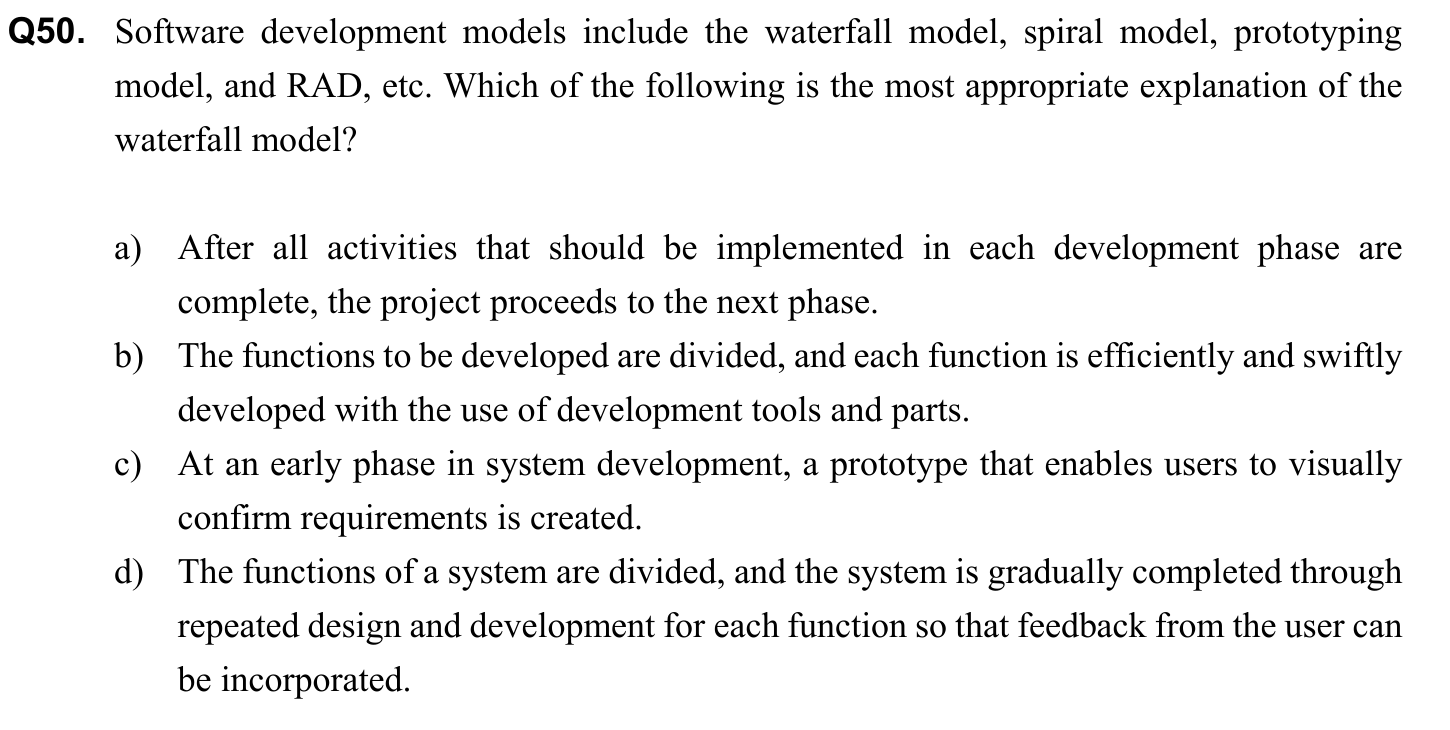 Q50. Software development models include the waterfall model, spiral model, prototyping
model, and RAD, etc. Which of the following is the most appropriate explanation of the
waterfall model?
a) After all activities that should be implemented in each development phase are
complete, the project proceeds to the next phase.
b) The functions to be developed are divided, and each function is efficiently and swiftly
developed with the use of development tools and parts.
c) At an early phase in system development, a prototype that enables users to visually
confirm requirements is created.
d) The functions of a system are divided, and the system is gradually completed through
repeated design and development for each function so that feedback from the user can
be incorporated.